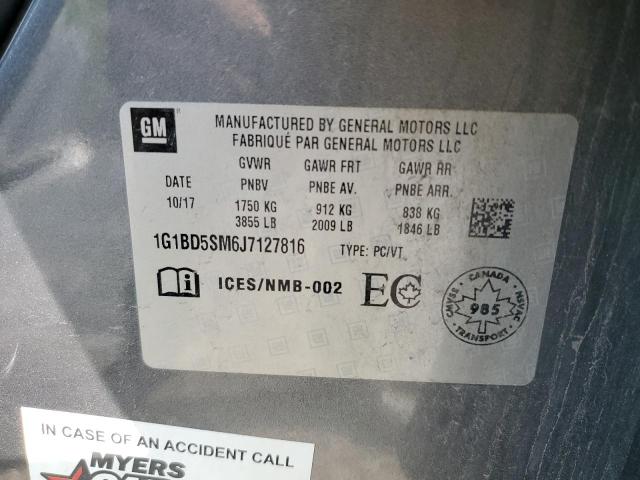 GM
MANUFACTURED BY GENERAL MOTORS LLC
FABRIQUÉ PAR GENERAL MOTORS LLC
GVWR GAWR FRT GAWR RR
DATE PNBV PNBE AV. PNBE ARR.
10/17 1750 KG 912 KG 838 KG
3855 LB 2009 LB 1846 LB
1G1BD5SM6J7127816 TYPE: PC/VT
i ICES/NMB-002 EC
CANADA
CMVSS NSVAC
985
TRANSPORT
IN CASE OF AN ACCIDENT CALL
MYERS